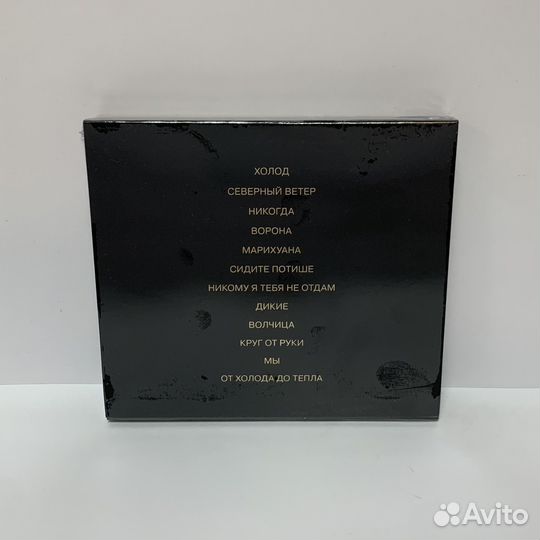 ХОЛОД
СЕВЕРНЫЙ ВЕТЕР
НИКОГДА
ВОРОНА
МАРИХУАНА
СИДИТЕ ПОТИШЕ
НИКОМУ Я ТЕБЯ НЕ ОТДАМ
ДИКИЕ
ВОЛЧИЦА
КРУГ ОТ РУКИ
МЫ
ОТ ХОЛОДА ДО ТЕПЛА
Avito